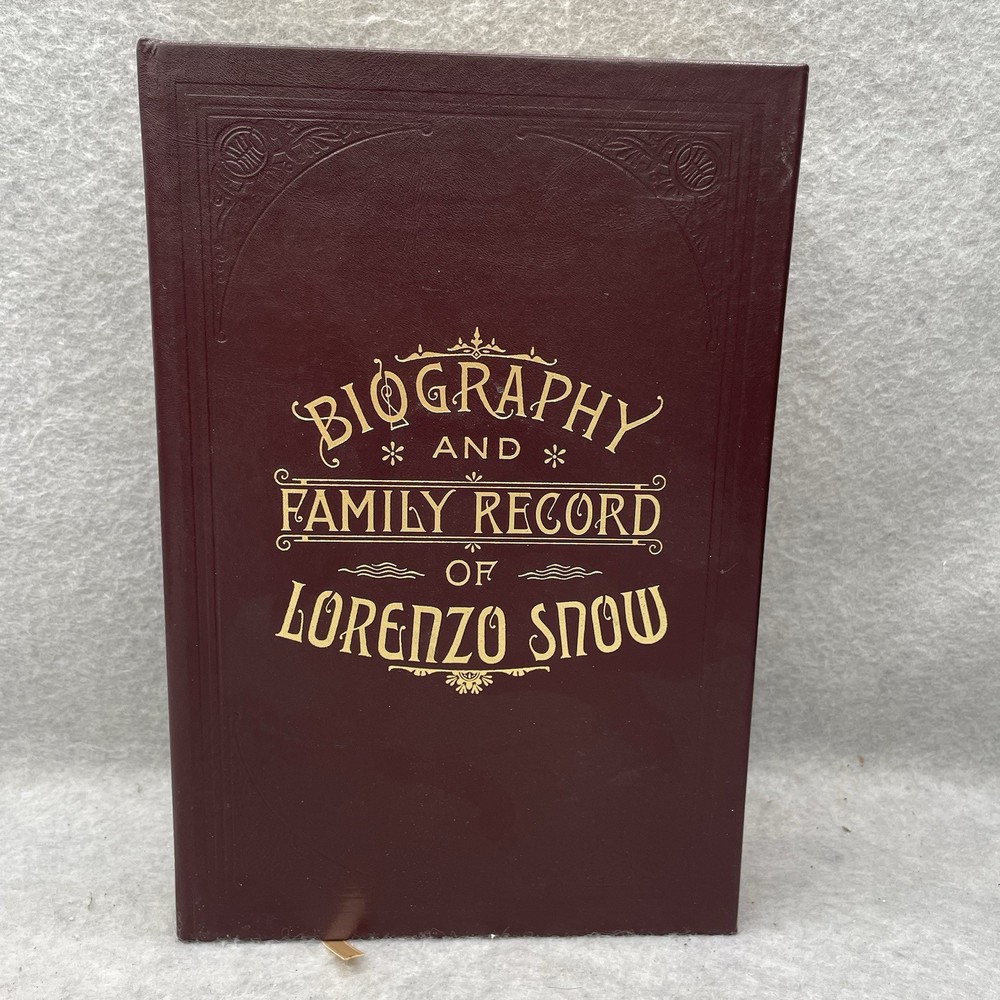 BIOGRAPHY
AND
FAMILY RECORD
OF
LORENZO SNOW